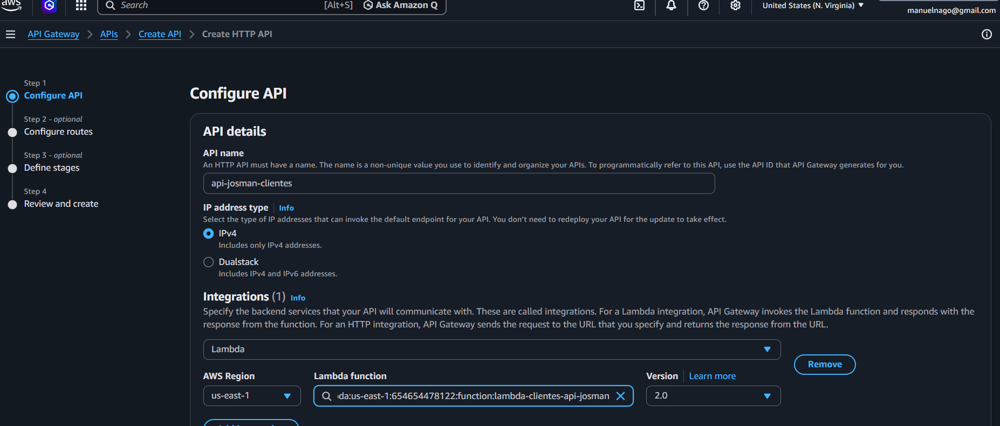 aws
Search
[Alt+S]
Ask Amazon Q
United States (N. Virginia)
manuelnago@gmail.com
API Gateway
APIs
Create API
Create HTTP API
Step 1
Configure API
Step 2 - optional
Configure routes
Step 3 - optional
Define stages
Step 4
Review and create
Configure API
API details
API name
An HTTP API must have a name. The name is a non-unique value you use to identify and organize your APIs. To programmatically refer to this API, use the API ID that API Gateway generates for you.
api-josman-clientes
IP address type
Info
Select the type of IP addresses that can invoke the default endpoint for your API. You don’t need to redeploy your API for the update to take effect.
IPv4
Includes only IPv4 addresses.
Dualstack
Includes IPv4 and IPv6 addresses.
Integrations (1) Info
Specify the backend services that your API will communicate with. These are called integrations. For a Lambda integration, API Gateway invokes the Lambda function and responds with the
response from the function. For an HTTP integration, API Gateway sends the request to the URL that you specify and returns the response from the URL.
Lambda
Remove
AWS Region
Lambda function
Version
Learn more
us-east-1
da:us-east-1:654654478122:function:lambda-clientes-api-josman
2.0